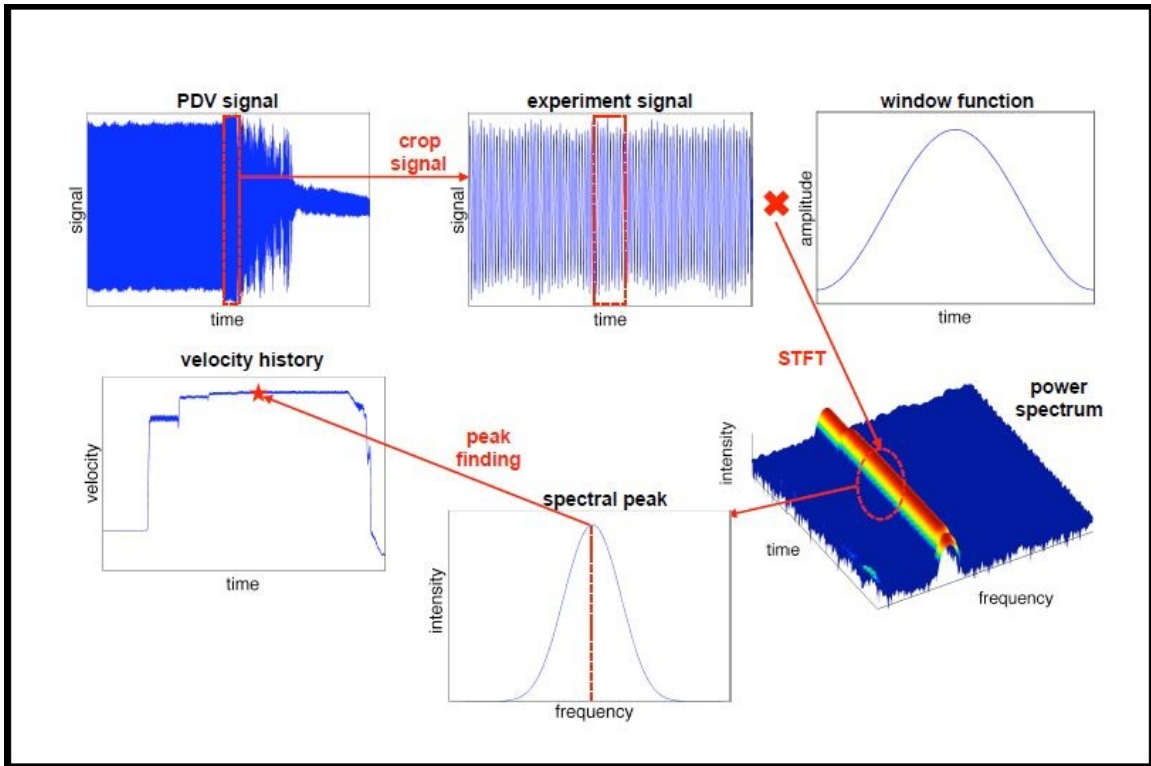 PDV signal
signal
time
crop
signal
experiment signal
signal
time
window function
amplitude
time
STFT
power
spectrum
intensity
time
frequency
spectral peak
intensity
frequency
peak
finding
velocity history
velocity
time